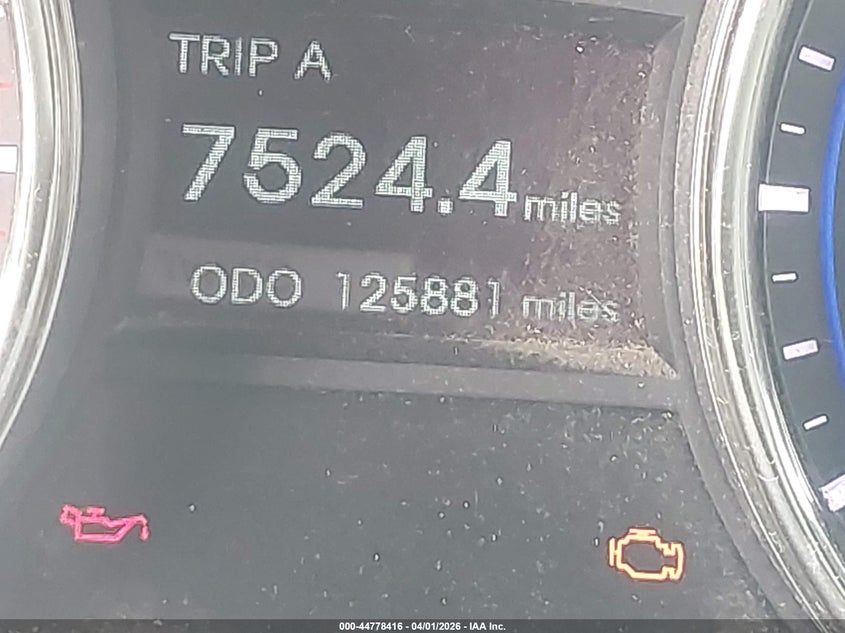 TRIP A
7524.4 miles
ODO 125881 miles
000-44778416 - 04/01/2026 - IAA Inc.